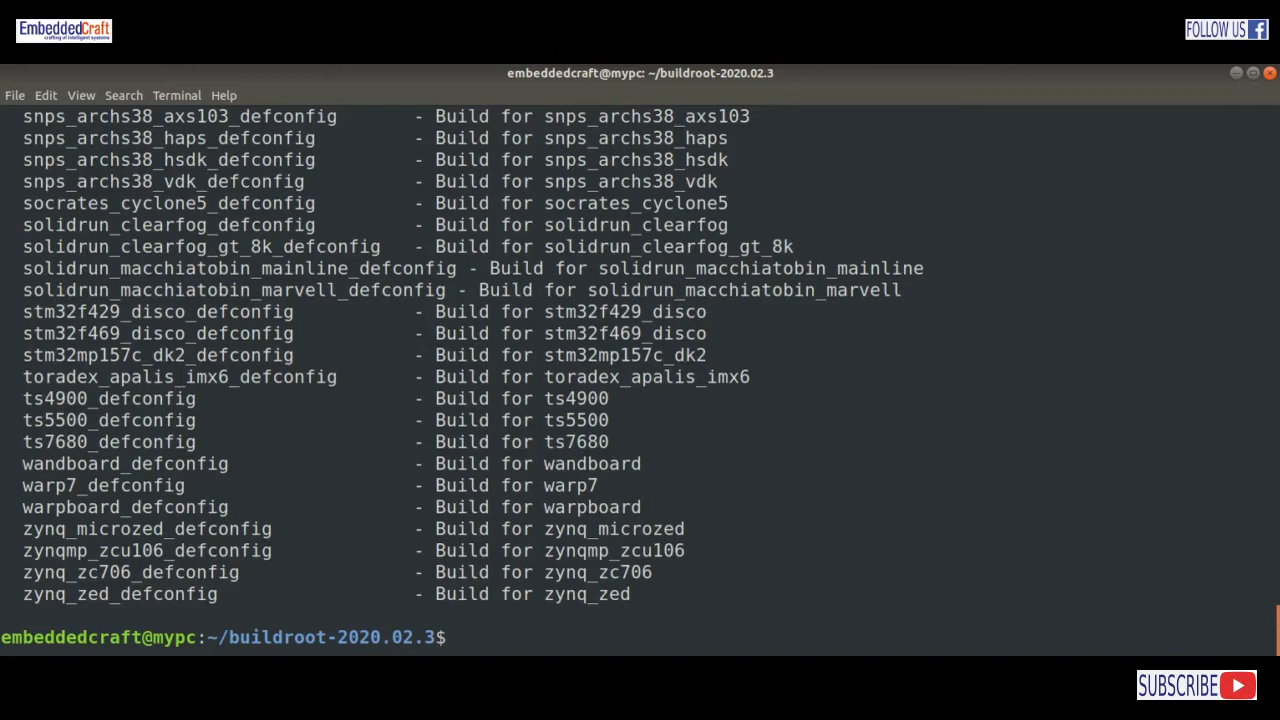 EmbeddedCraft
crafting of intelligent systems
FOLLOW US
embeddedcraft@mypc: ~/buildroot-2020.02.3
File Edit View Search Terminal Help
snps_archs38_axs103_defconfig - Build for snps_archs38_axs103
snps_archs38_haps_defconfig - Build for snps_archs38_haps
snps_archs38_hsdk_defconfig - Build for snps_archs38_hsdk
snps_archs38_vdk_defconfig - Build for snps_archs38_vdk
socrates_cyclone5_defconfig - Build for socrates_cyclone5
solidrun_clearfog_defconfig - Build for solidrun_clearfog
solidrun_clearfog_gt_8k_defconfig - Build for solidrun_clearfog_gt_8k
solidrun_macchiatobin_mainline_defconfig - Build for solidrun_macchiatobin_mainline
solidrun_macchiatobin_marvell_defconfig - Build for solidrun_macchiatobin_marvell
stm32f429_disco_defconfig - Build for stm32f429_disco
stm32f469_disco_defconfig - Build for stm32f469_disco
stm32mp157c_dk2_defconfig - Build for stm32mp157c_dk2
toradex_apalis_imx6_defconfig - Build for toradex_apalis_imx6
ts4900_defconfig - Build for ts4900
ts5500_defconfig - Build for ts5500
ts7680_defconfig - Build for ts7680
wandboard_defconfig - Build for wandboard
warp7_defconfig - Build for warp7
warpboard_defconfig - Build for warpboard
zynq_microzed_defconfig - Build for zynq_microzed
zynqmp_zcu106_defconfig - Build for zynqmp_zcu106
zynq_zc706_defconfig - Build for zynq_zc706
zynq_zed_defconfig - Build for zynq_zed
embeddedcraft@mypc:~/buildroot-2020.02.3$
SUBSCRIBE